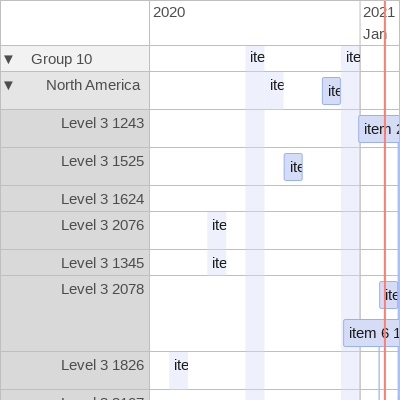 2020 2021
Jan
▼ Group 10 ite ite
▼ North America ite ite
Level 3 1243 item 2
Level 3 1525 ite
Level 3 1624
Level 3 2076 ite
Level 3 1345 ite
Level 3 2078 ite
item 6 1
Level 3 1826 ite